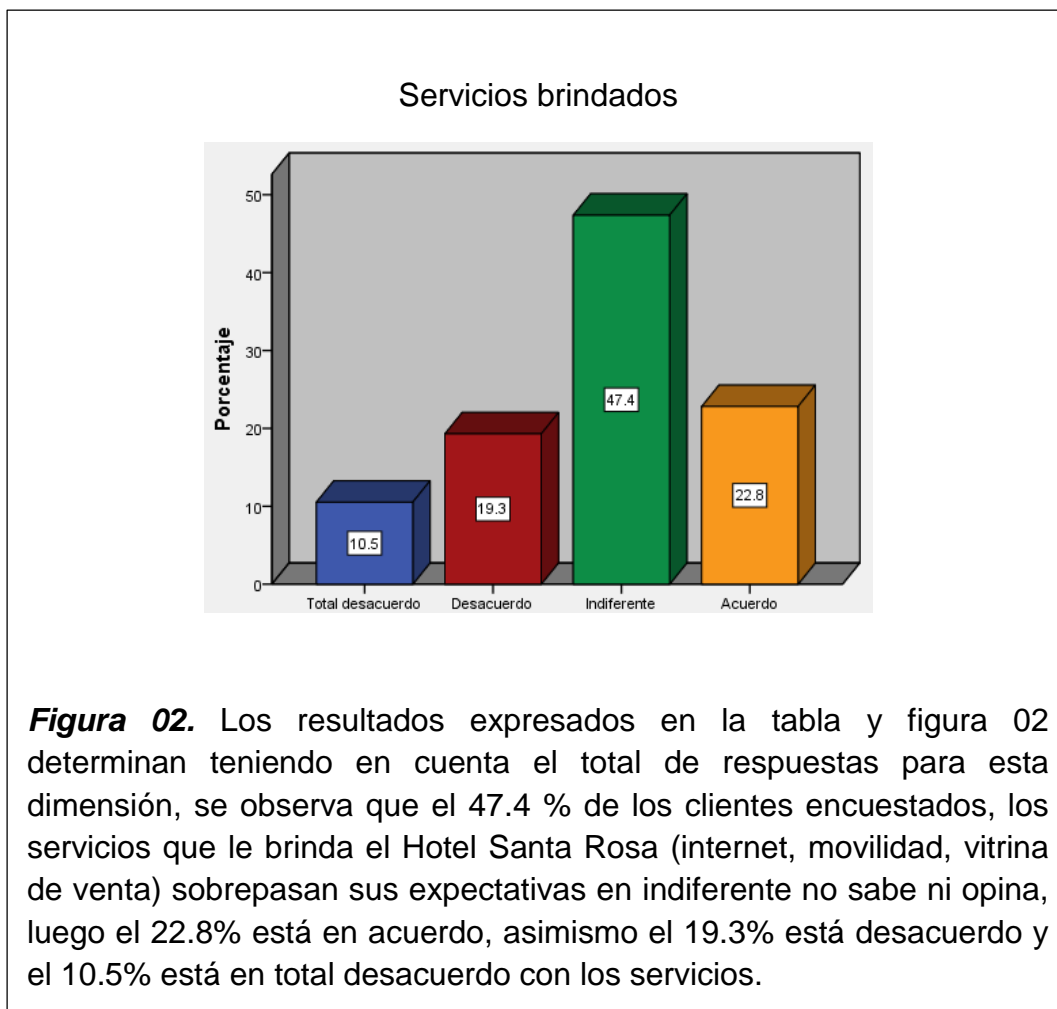 Servicios brindados
Porcentaje
50
40
30
20
10
0
47.4
22.8
19.3
10.5
Total desacuerdo Desacuerdo Indiferente Acuerdo
Figura 02. Los resultados expresados en la tabla y figura 02
determinan teniendo en cuenta el total de respuestas para esta
dimensión, se observa que el 47.4 % de los clientes encuestados, los
servicios que le brinda el Hotel Santa Rosa (internet, movilidad, vitrina
de venta) sobrepasan sus expectativas en indiferente no sabe ni opina,
luego el 22.8% está en acuerdo, asimismo el 19.3% está desacuerdo y
el 10.5% está en total desacuerdo con los servicios.